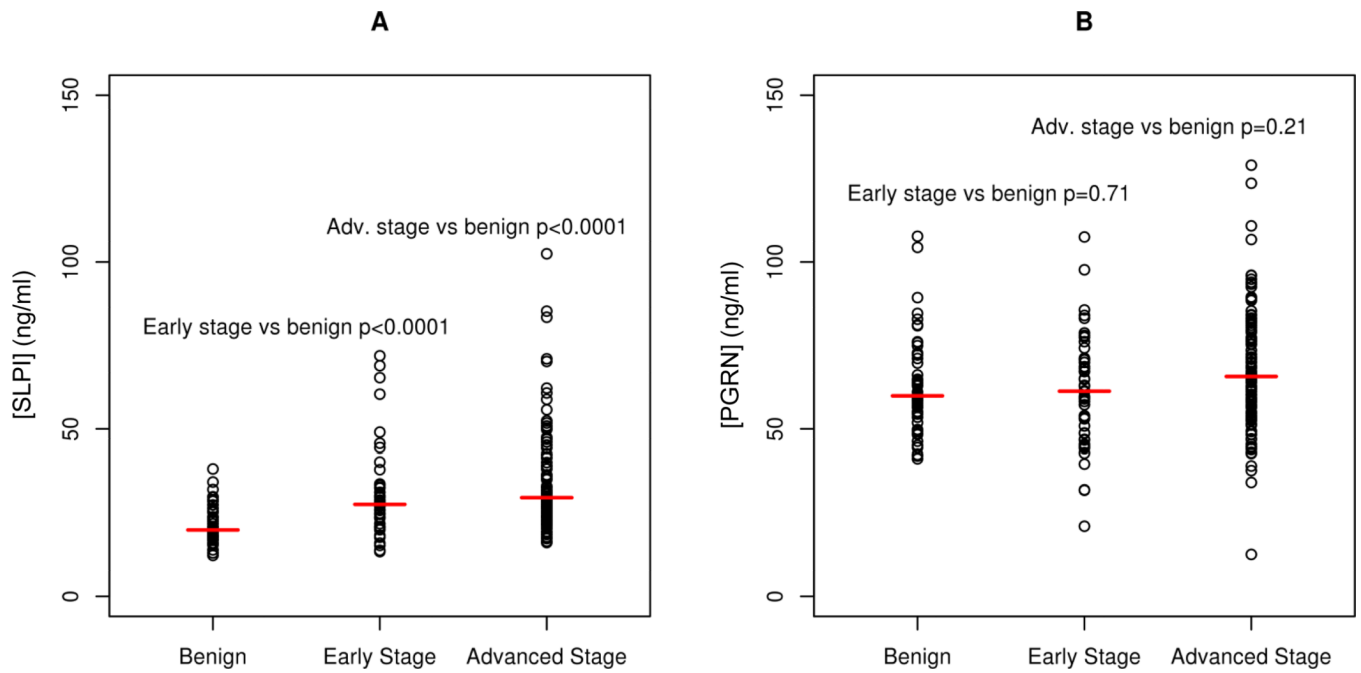 A
150
100
50
0
[SLPI] (ng/ml)
Adv. stage vs benign p<0.0001
Early stage vs benign p<0.0001
Benign
Early Stage
Advanced Stage
B
150
100
50
0
[PGRN] (ng/ml)
Adv. stage vs benign p=0.21
Early stage vs benign p=0.71
Benign
Early Stage
Advanced Stage